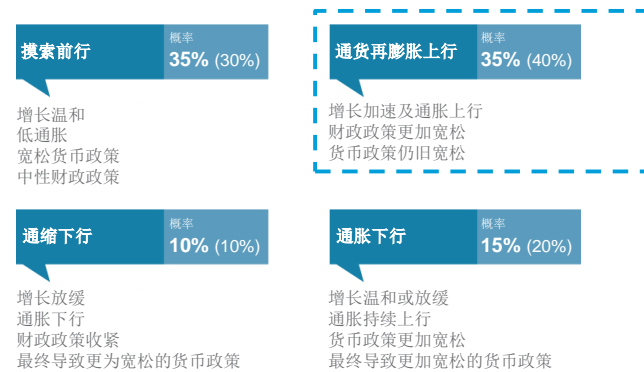 摸索前行
概率
35% (30%)
增长温和
低通胀
宽松货币政策
中性财政政策
通货再膨胀上行
概率
35% (40%)
增长加速及通胀上行
财政政策更加宽松
货币政策仍旧宽松
通缩下行
概率
10% (10%)
增长放缓
通胀下行
财政政策收紧
最终导致更为宽松的货币政策
通胀下行
概率
15% (20%)
增长温和或放缓
通胀持续上行
货币政策更加宽松
最终导致更加宽松的货币政策